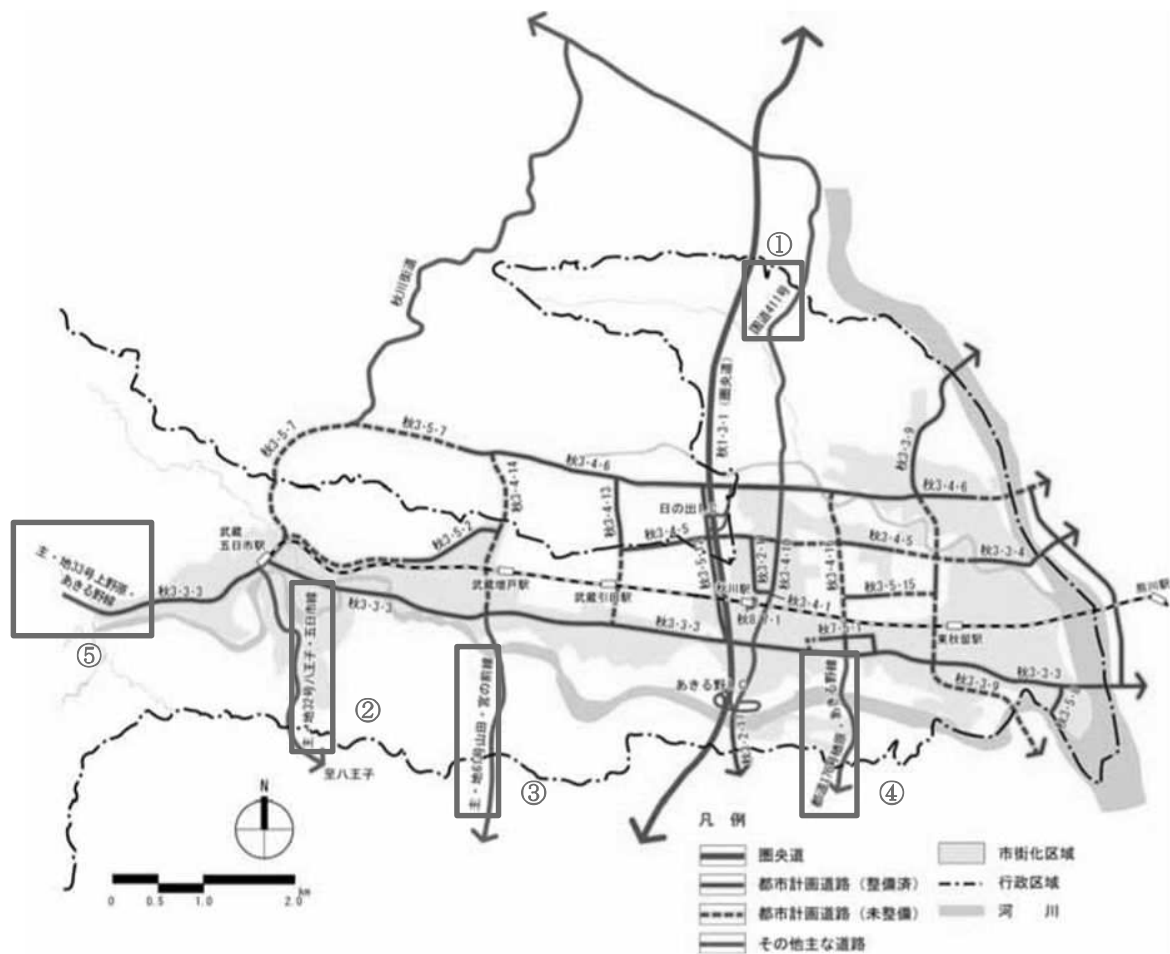 ①
国道411号
秋川街道
秋1-3-1 (圏央道)
秋3-5-7
秋3-5-7
秋3-4-6
秋3-3-9
秋3-4-14
秋3-4-13
日の出
秋3-4-6
武蔵
五日市駅
秋3-5-2
秋3-4-5
秋3-4-5
秋3-3-4
主・地33号上野原・
あきる野線
秋3-3-3
武蔵増戸駅
武蔵引田駅
秋川駅
秋3-4-1
秋3-5-15
熊川駅
秋3-3-3
秋3-3-3
秋7-5-1
東秋留駅
⑤
主・地32号八王子・五日市線
あきる野IC
秋3-3-9
秋3-3-3
②
主・地61号山田・宮の前線
③
④
至八王子
N
0 0.5 1.0 2.0 km
凡 例
圏央道
市街化区域
都市計画道路 (整備済)
行政区域
都市計画道路 (未整備)
河 川
その他主な道路